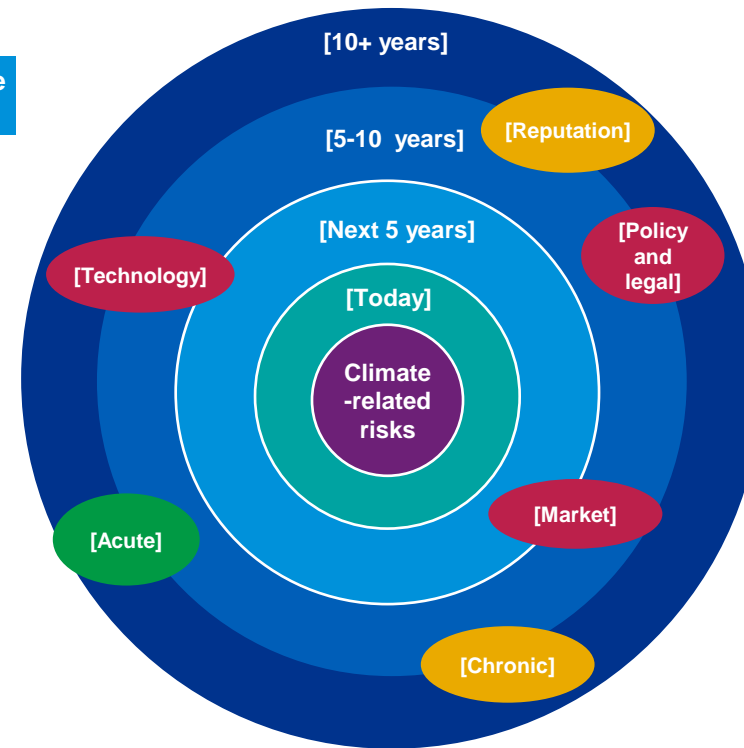 [10+ years]
[Reputation]
[5-10 years]
[Policy
and
legal]
[Next 5 years]
[Technology]
[Today]
Climate
-related
risks
[Market]
[Acute]
[Chronic]